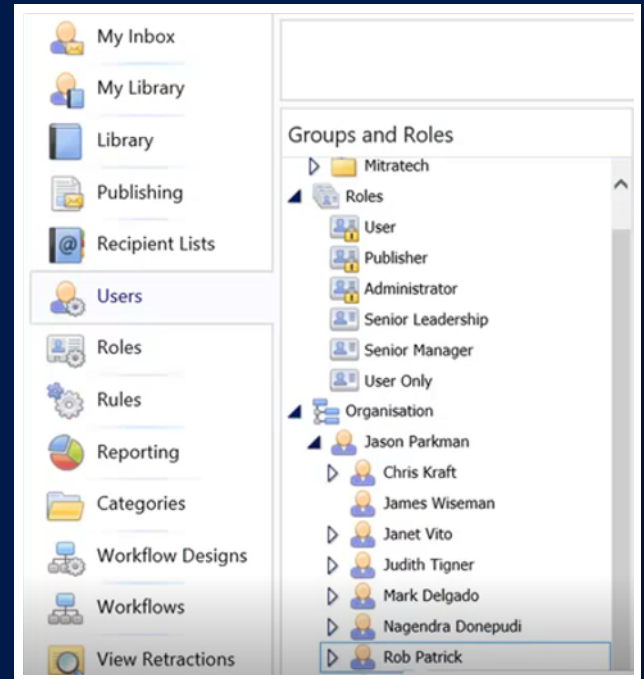 My Inbox
My Library
Library
Publishing
Recipient Lists
Users
Roles
Rules
Reporting
Categories
Workflow Designs
Workflows
View Retractions
Groups and Roles
Mitratech
Roles
User
Publisher
Administrator
Senior Leadership
Senior Manager
User Only
Organisation
Jason Parkman
Chris Kraft
James Wiseman
Janet Vito
Judith Tigner
Mark Delgado
Nagendra Donepudi
Rob Patrick